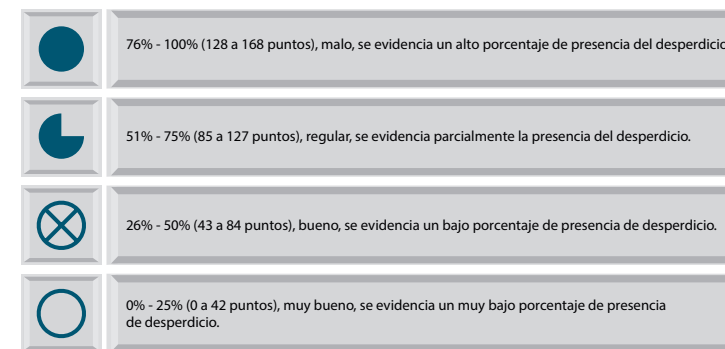 76% - 100% (128 a 168 puntos), malo, se evidencia un alto porcentaje de presencia del desperdicio
51% - 75% (85 a 127 puntos), regular, se evidencia parcialmente la presencia del desperdicio.
26% - 50% (43 a 84 puntos), bueno, se evidencia un bajo porcentaje de presencia de desperdicio.
0% - 25% (0 a 42 puntos), muy bueno, se evidencia un muy bajo porcentaje de presencia
de desperdicio.